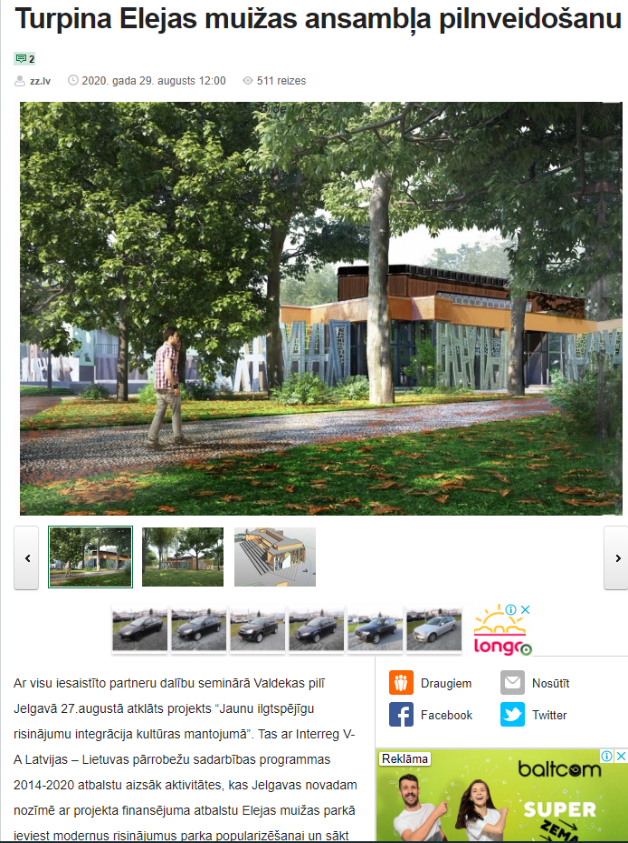 Turpina Elejas muižas ansambļa pilnveidošanu
2
zz.lv 2020. gada 29. augusts 12:00 511 reizes
longo
Ar visu iesaistīto partneru dalību seminārā Valdekas pilī
Jelgavā 27.augustā atklāts projekts “Jaunu ilgtspējīgu
risinājumu integrācija kultūras mantojumā”. Tas ar Interreg V-
A Latvijas – Lietuvas pārrobežu sadarbības programmas
2014-2020 atbalstu aizsāk aktivitātes, kas Jelgavas novadam
nozīmē ar projekta finansējuma atbalstu Elejas muižas parkā
ieviest modernus risinājumus parka popularizēšanai un sākt
Draugiem Nosūtīt
Facebook Twitter
Reklāma
baltcom
SUPER
ZEMA